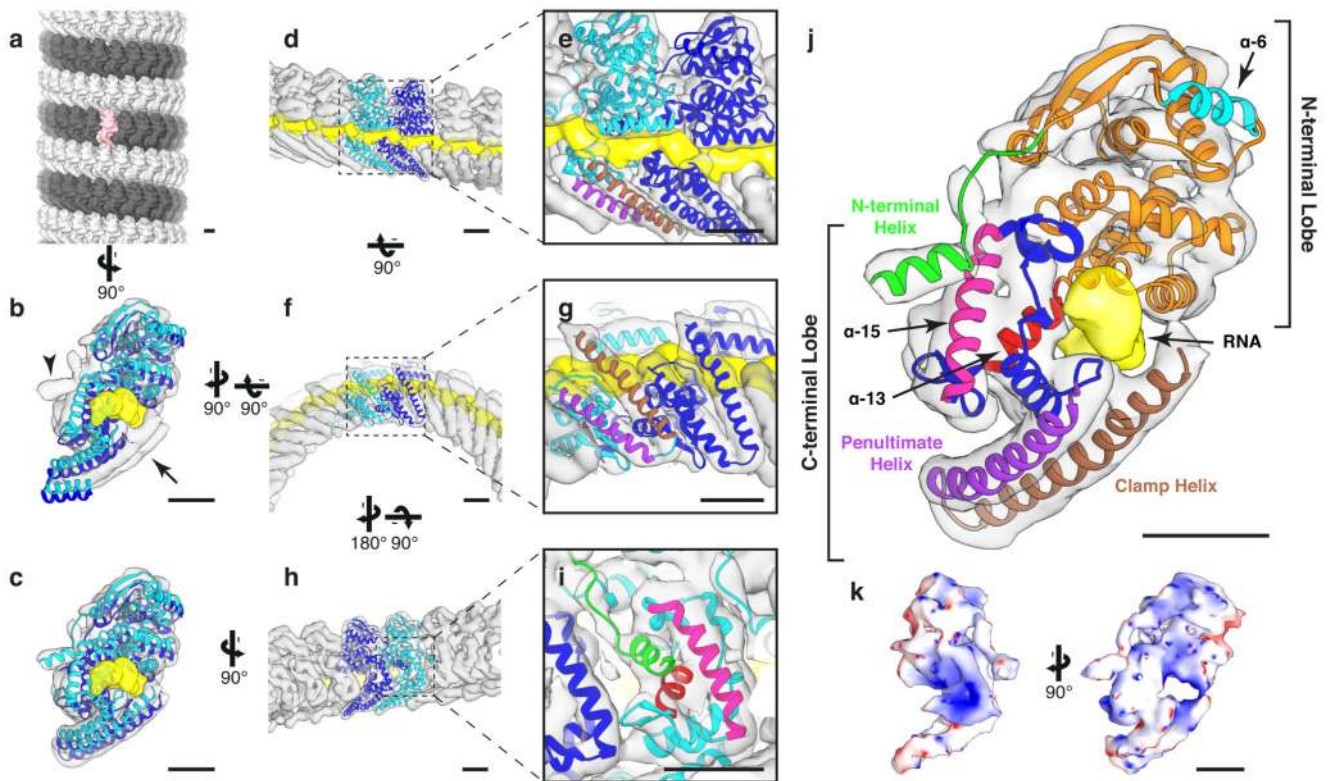 a
d
e
j
α-6
N-terminal Lobe
N-terminal
Helix
90°
90°
b
f
g
α-15
RNA
90°
90°
α-13
C-terminal Lobe
Penultimate
Helix
Clamp Helix
180°
90°
c
h
i
k
90°
90°